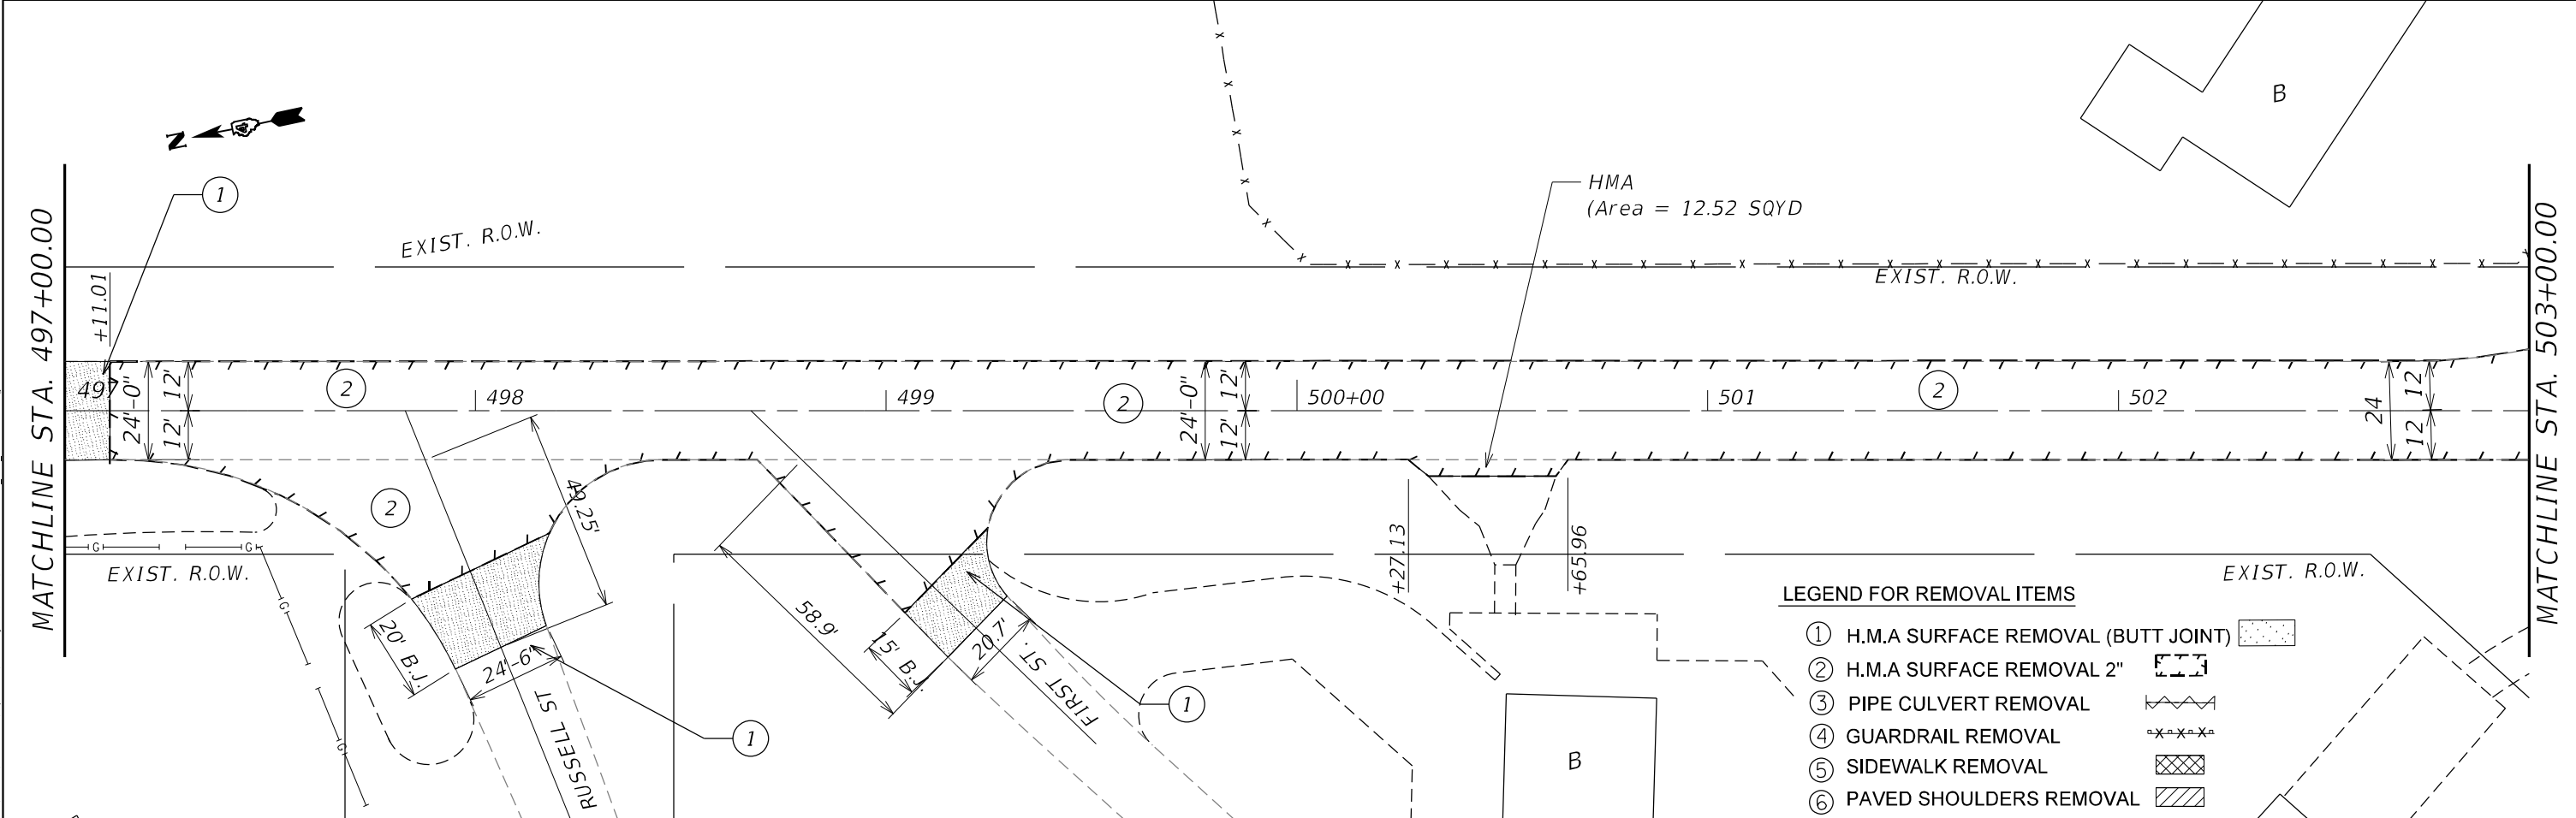 MATCHLINE STA. 497+00.00
N
1
EXIST. R.O.W.
+11.01
497
24'-0"
12'
12'
2
498
499
2
24'-0"
12'
12'
500+00
HMA
(Area = 12.52 SQYD
501
2
502
24
12
12
EXIST. R.O.W.
B
MATCHLINE STA. 503+00.00
G
G
EXIST. R.O.W.
G
G
2
49.25'
20' B.J.
24'-6"
RUSSSELL ST
1
58.9'
15' B.J.
20.7'
FIRST ST.
1
+27.13
+65.96
B
EXIST. R.O.W.
LEGEND FOR REMOVAL ITEMS
1 H.M.A SURFACE REMOVAL (BUTT JOINT)
2 H.M.A SURFACE REMOVAL 2"
3 PIPE CULVERT REMOVAL
4 GUARDRAIL REMOVAL
5 SIDEWALK REMOVAL
6 PAVED SHOULDERS REMOVAL